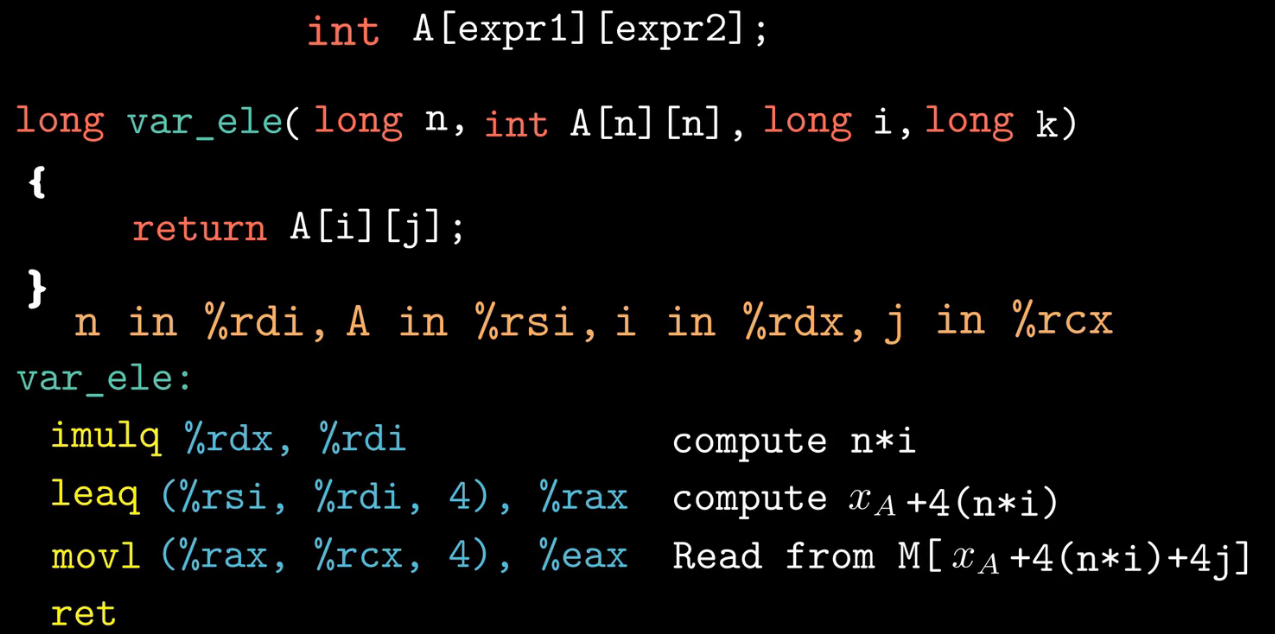 int A[expr1][expr2];
long var_ele( long n, int A[n][n], long i, long k)
{
return A[i][j];
}
n in %rdi, A in %rsi, i in %rdx, j in %rcx
var_ele:
imulq %rdx, %rdi compute n*i
leaq (%rsi, %rdi, 4), %rax compute x_A +4(n*i)
movl (%rax, %rcx, 4), %eax Read from M[ x_A +4(n*i)+4j]
ret